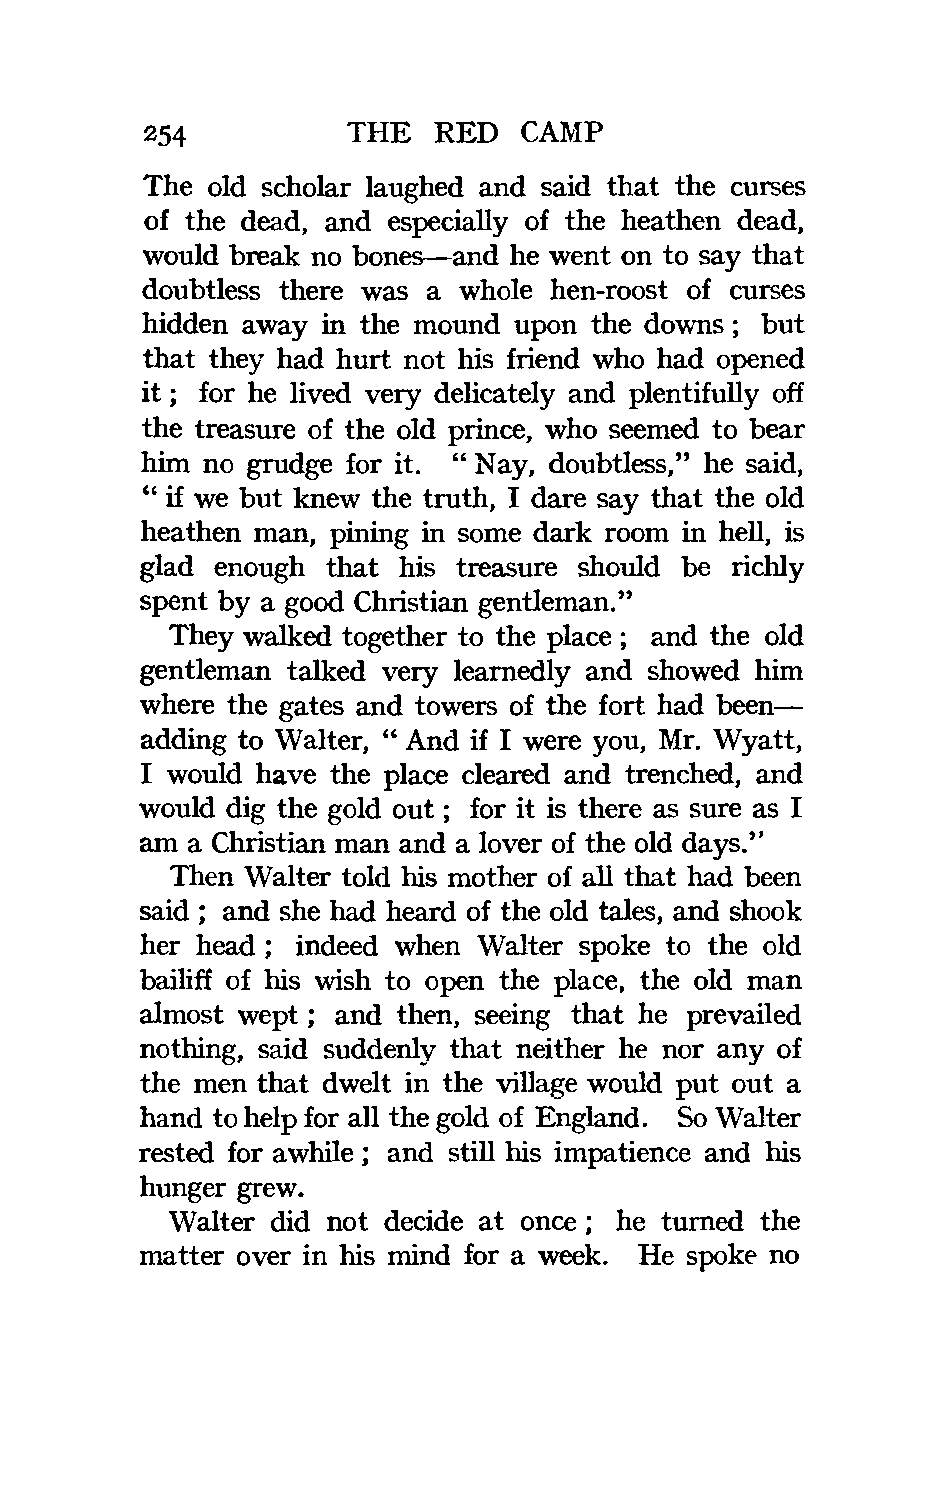 254 THE RED CAMP
The old scholar laughed and said that the curses
of the dead, and especially of the heathen dead,
would break no bones—and he went on to say that
doubtless there was a whole hen-roost of curses
hidden away in the mound upon the downs ; but
that they had hurt not his friend who had opened
it ; for he lived very delicately and plentifully off
the treasure of the old prince, who seemed to bear
him no grudge for it. “ Nay, doubtless,” he said,
“ if we but knew the truth, I dare say that the old
heathen man, pining in some dark room in hell, is
glad enough that his treasure should be richly
spent by a good Christian gentleman.”
They walked together to the place ; and the old
gentleman talked very learnedly and showed him
where the gates and towers of the fort had been—
adding to Walter, “ And if I were you, Mr. Wyatt,
I would have the place cleared and trenched, and
would dig the gold out ; for it is there as sure as I
am a Christian man and a lover of the old days.”
Then Walter told his mother of all that had been
said ; and she had heard of the old tales, and shook
her head ; indeed when Walter spoke to the old
bailiff of his wish to open the place, the old man
almost wept ; and then, seeing that he prevailed
nothing, said suddenly that neither he nor any of
the men that dwelt in the village would put out a
hand to help for all the gold of England. So Walter
rested for awhile ; and still his impatience and his
hunger grew.
Walter did not decide at once ; he turned the
matter over in his mind for a week. He spoke no